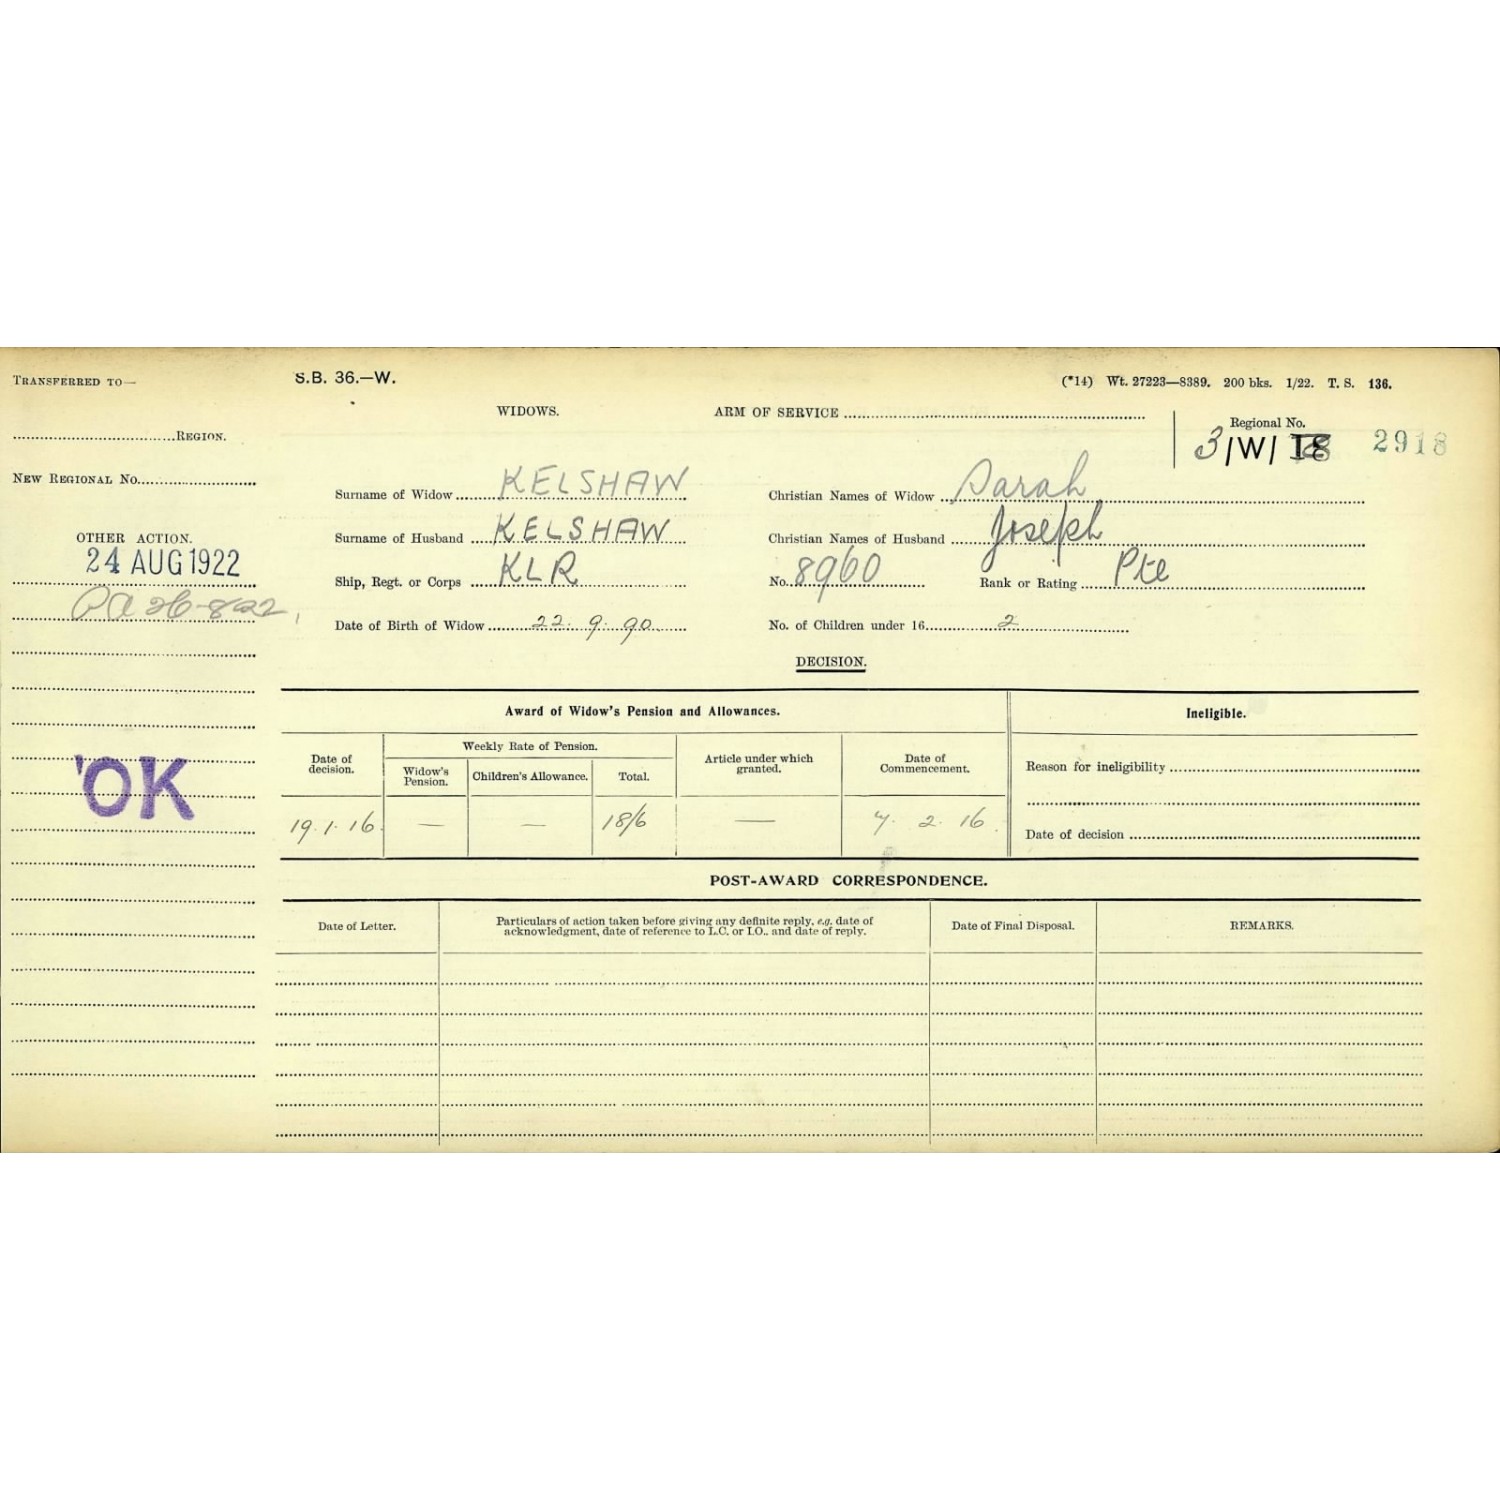 TRANSFERRED TO—
REGION.
NEW REGIONAL No.
OTHER ACTION.
24 AUG 1922
PA 26-8-22
OK
S.B. 36.—W.
(*14) Wt. 27223—8389. 200 bks. 1/22. T. S. 136.
WIDOWS.
ARM OF SERVICE
Regional No.
3/W/ 2918
Surname of Widow KELSHAW
Christian Names of Widow Sarah
Surname of Husband KELSHAW
Christian Names of Husband Joseph
Ship, Regt. or Corps KLR
No. 8960 Rank or Rating Pte
Date of Birth of Widow 22. 9. 90
No. of Children under 16 2
DECISION.
Award of Widow's Pension and Allowances.
Ineligible.
Date of decision.
Weekly Rate of Pension.
Widow's Pension.
Children's Allowance.
Total.
Article under which granted.
Date of Commencement.
Reason for ineligibility
19. 1. 16 — — 18/6 — 7. 2. 16.
Date of decision
POST-AWARD CORRESPONDENCE.
Date of Letter.
Particulars of action taken before giving any definite reply, e.g. date of
acknowledgment, date of reference to L.C. or I.O., and date of reply.
Date of Final Disposal.
REMARKS.